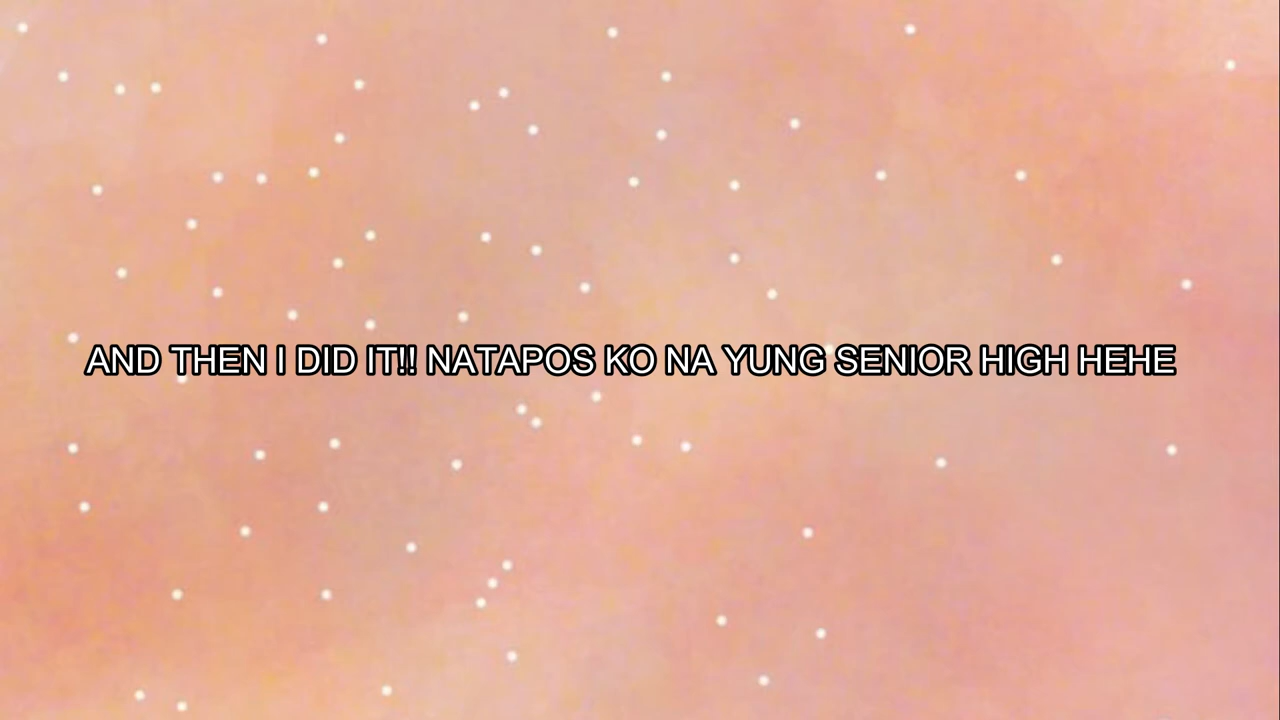 AND THEN I DID IT!! NATAPOS KO NA YUNG SENIOR HIGH HEHE